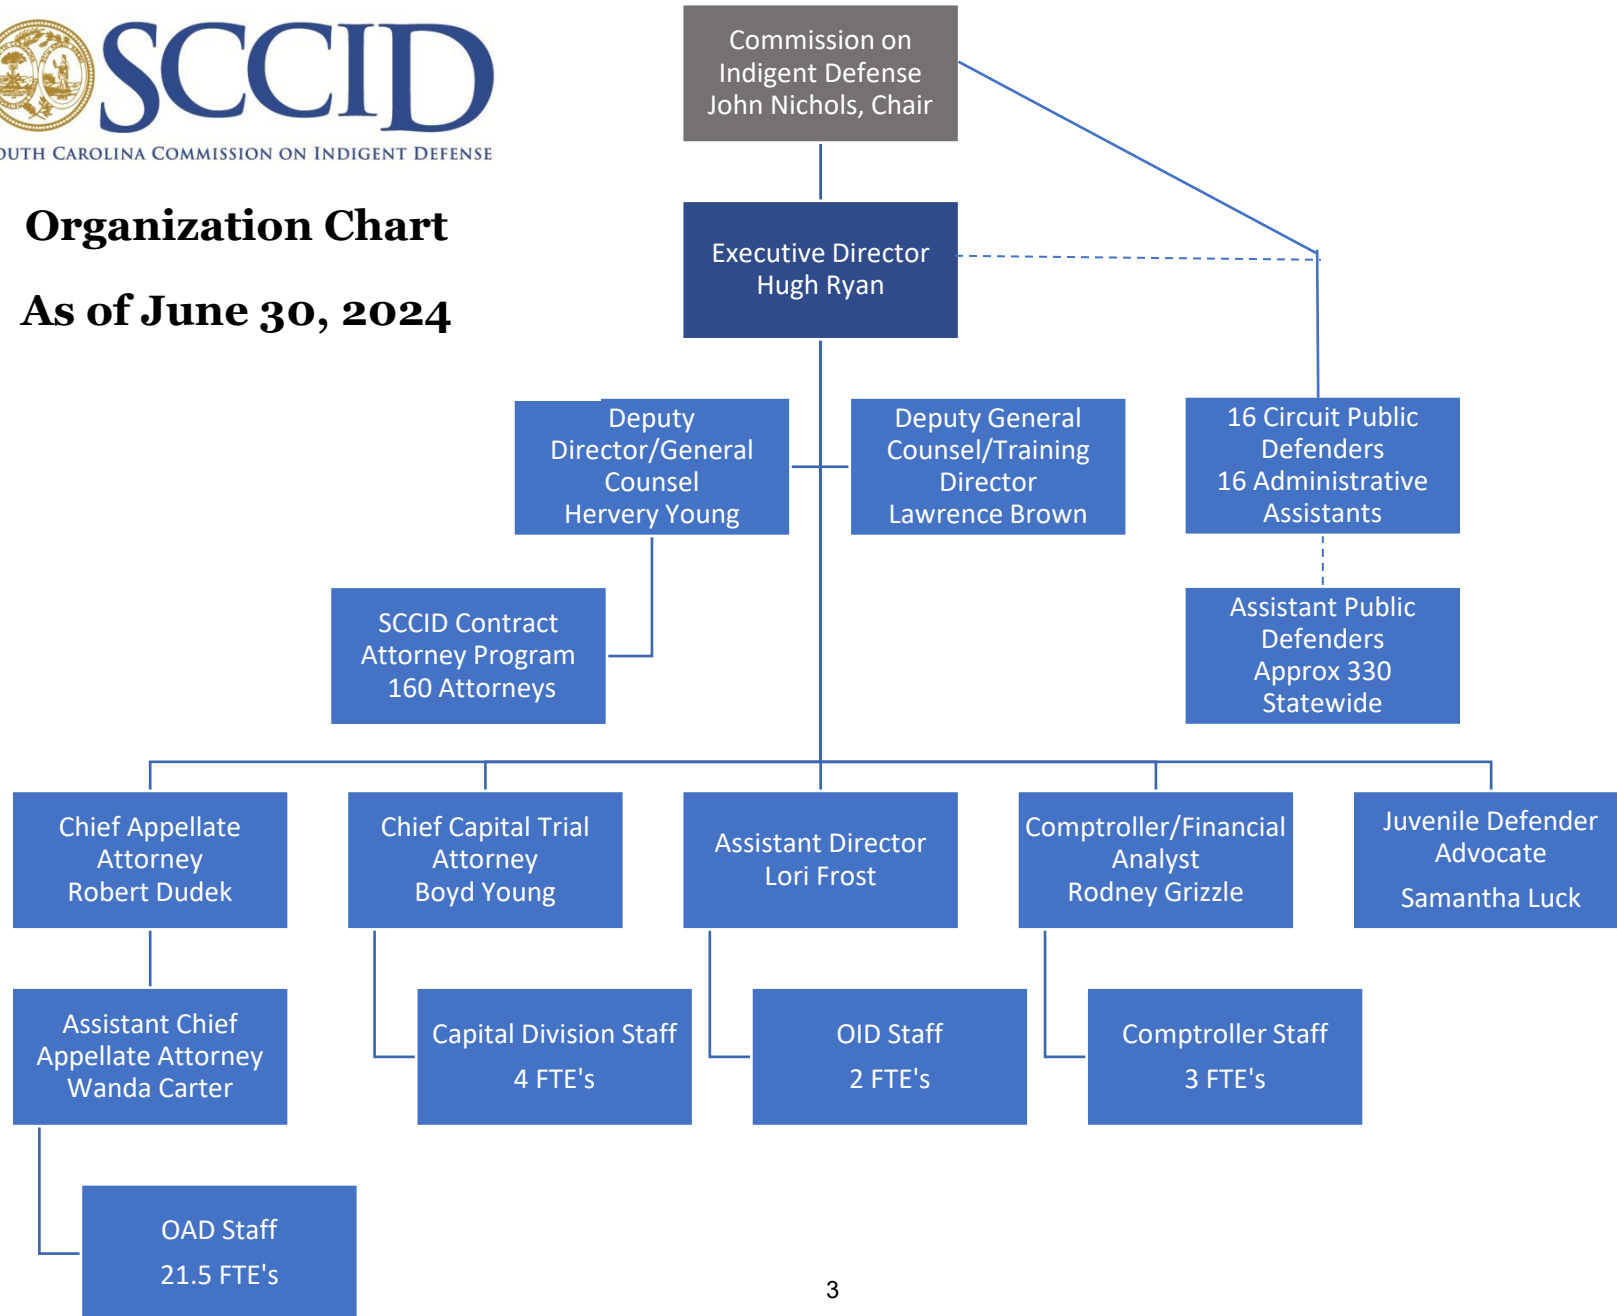 SCCID
OUTH CAROLINA COMMISSION ON INDIGENT DEFENSE
Organization Chart
As of June 30, 2024
Commission on
Indigent Defense
John Nichols, Chair
Executive Director
Hugh Ryan
Deputy
Director/General
Counsel
Hervery Young
Deputy General
Counsel/Training
Director
Lawrence Brown
16 Circuit Public
Defenders
16 Administrative
Assistants
SCCID Contract
Attorney Program
160 Attorneys
Assistant Public
Defenders
Approx 330
Statewide
Chief Appellate
Attorney
Robert Dudek
Chief Capital Trial
Attorney
Boyd Young
Assistant Director
Lori Frost
Comptroller/Financial
Analyst
Rodney Grizzle
Juvenile Defender
Advocate
Samantha Luck
Assistant Chief
Appellate Attorney
Wanda Carter
Capital Division Staff
4 FTE's
OID Staff
2 FTE's
Comptroller Staff
3 FTE's
OAD Staff
21.5 FTE's
3